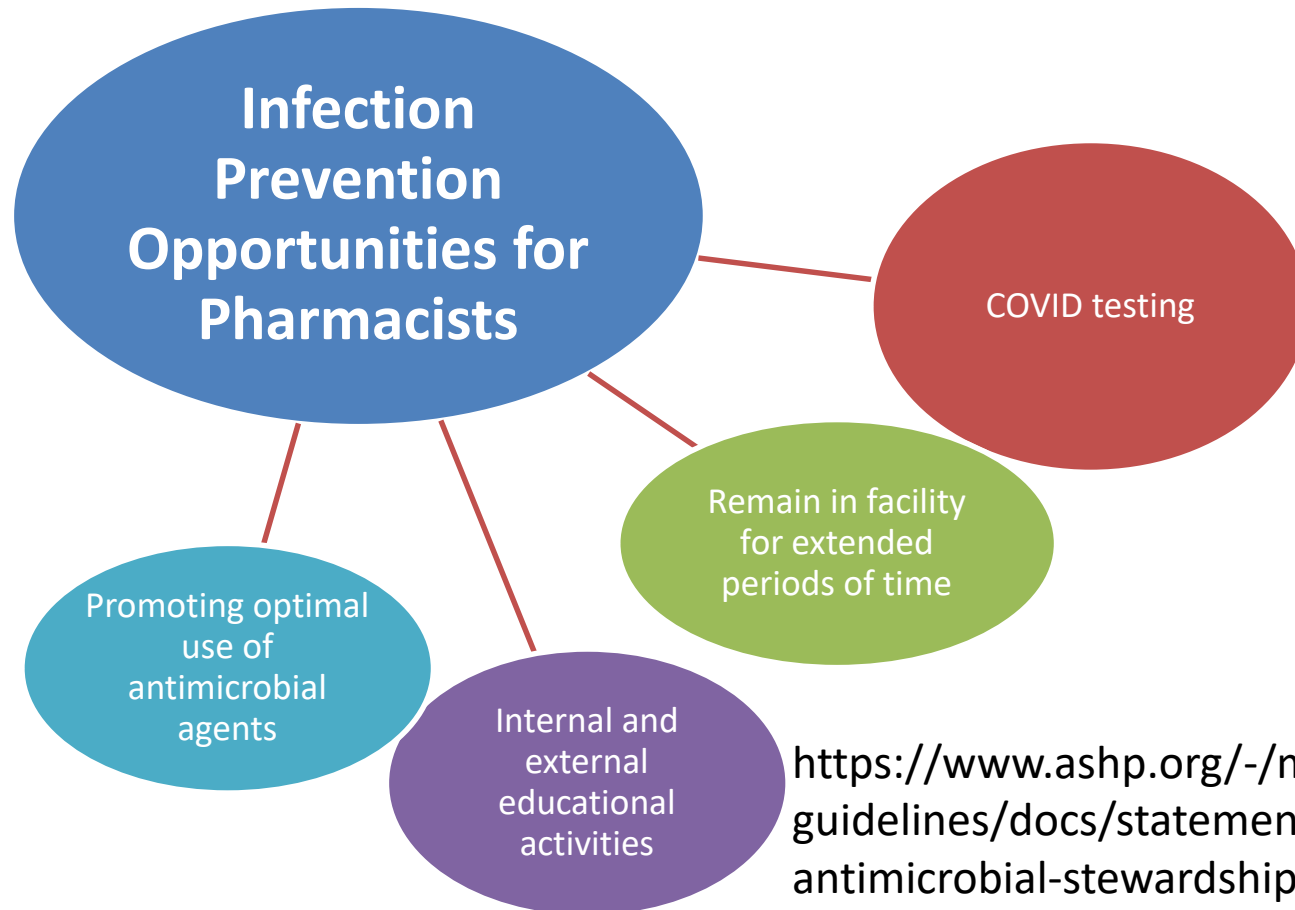 Infection
Prevention
Opportunities for
Pharmacists
COVID testing
Remain in facility
for extended
periods of time
Promoting optimal
use of
antimicrobial
agents
Internal and
external
educational
activities
https://www.ashp.org/-/
guidelines/docs/statemen
antimicrobial-stewardship